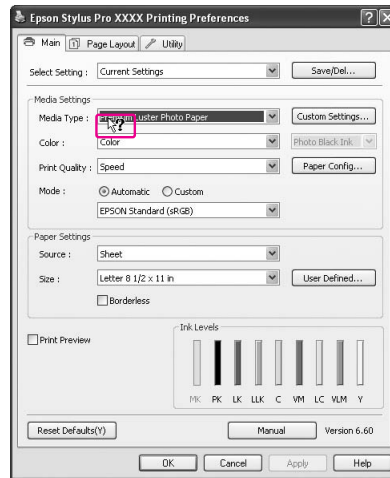 Epson Stylus Pro XXXX Printing Preferences
Main Page Layout Utility
Select Setting : Current Settings Save/Del...
Media Settings
Media Type : Premium Luster Photo Paper Custom Settings...
Color : Color Photo Black Ink
Print Quality : Speed Paper Config...
Mode : Automatic Custom
EPSON Standard (sRGB)
Paper Settings
Source : Sheet
Size : Letter 8 1/2 x 11 in User Defined...
Borderless
Print Preview
Ink Levels
MK PK LK LLK C VM LC VLM Y
Reset Defaults(Y) Manual Version 6.60
OK Cancel Apply Help